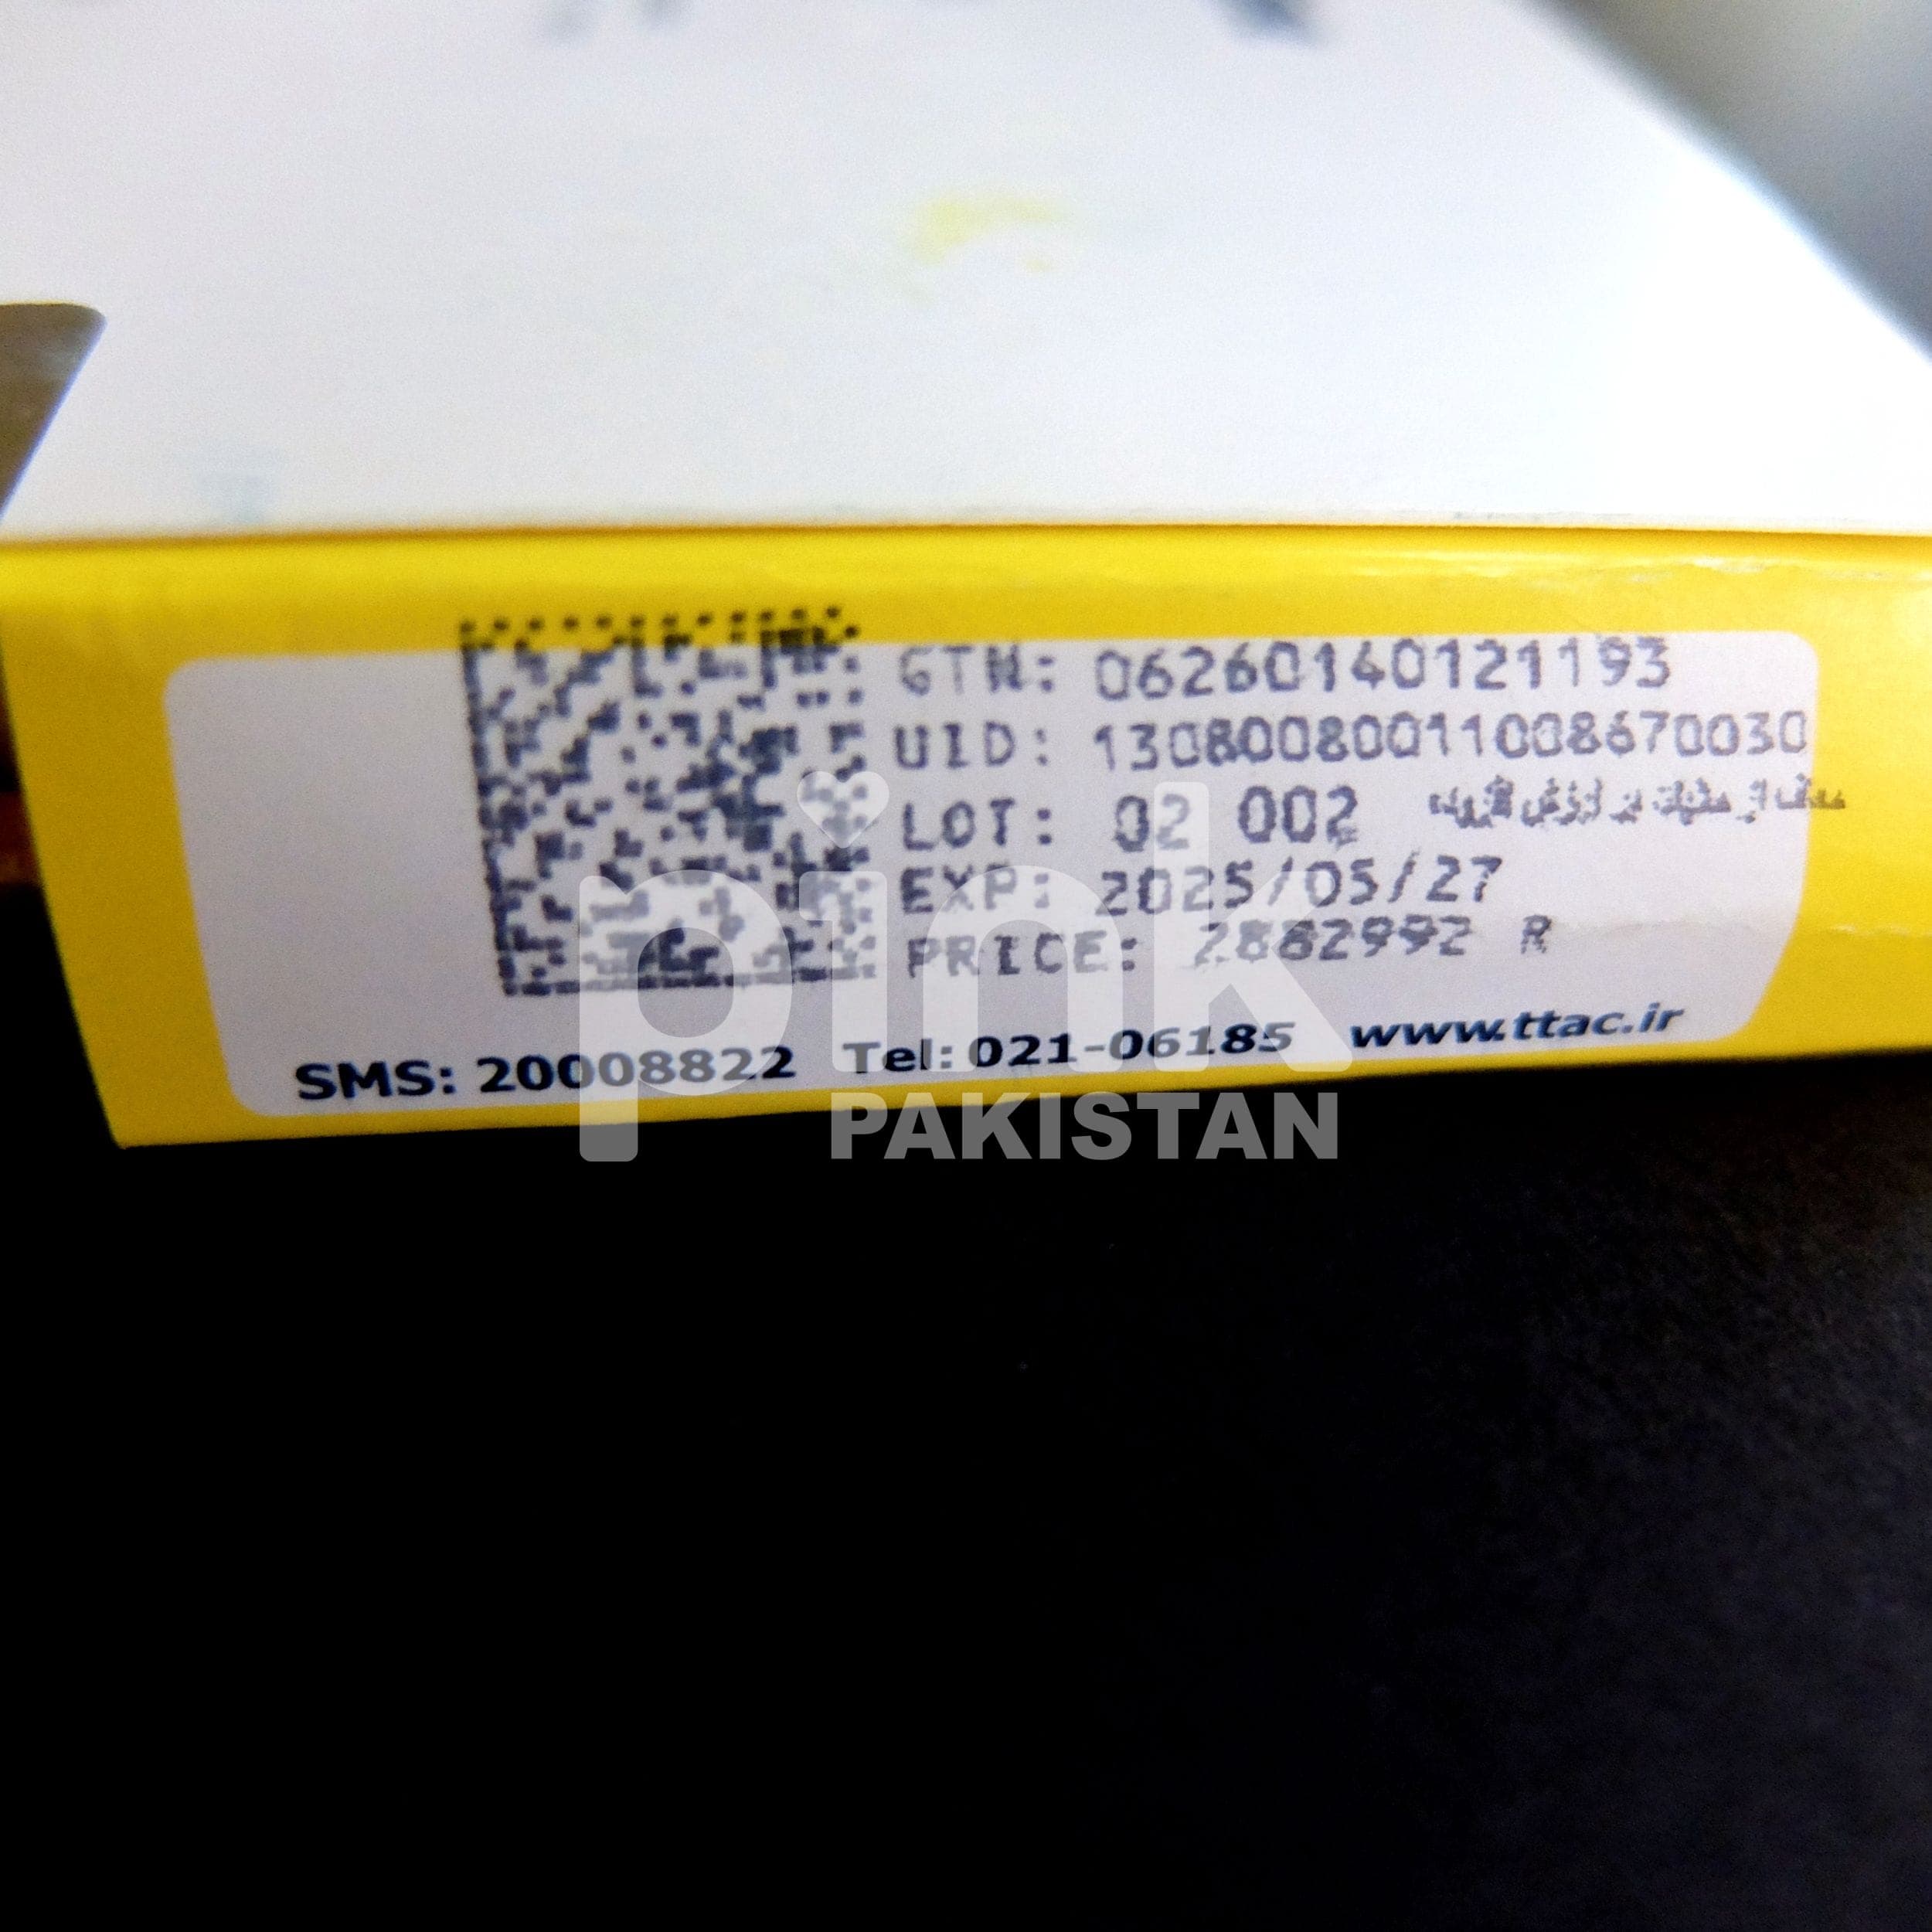 GTN: 06260140121193
UID: 13080080011008670030
LOT: 02 002
EXP: 2025/05/27
PRICE: 2882992 R
SMS: 20008822 Tel: 021-06185 www.ttac.ir
pink
PAKISTAN